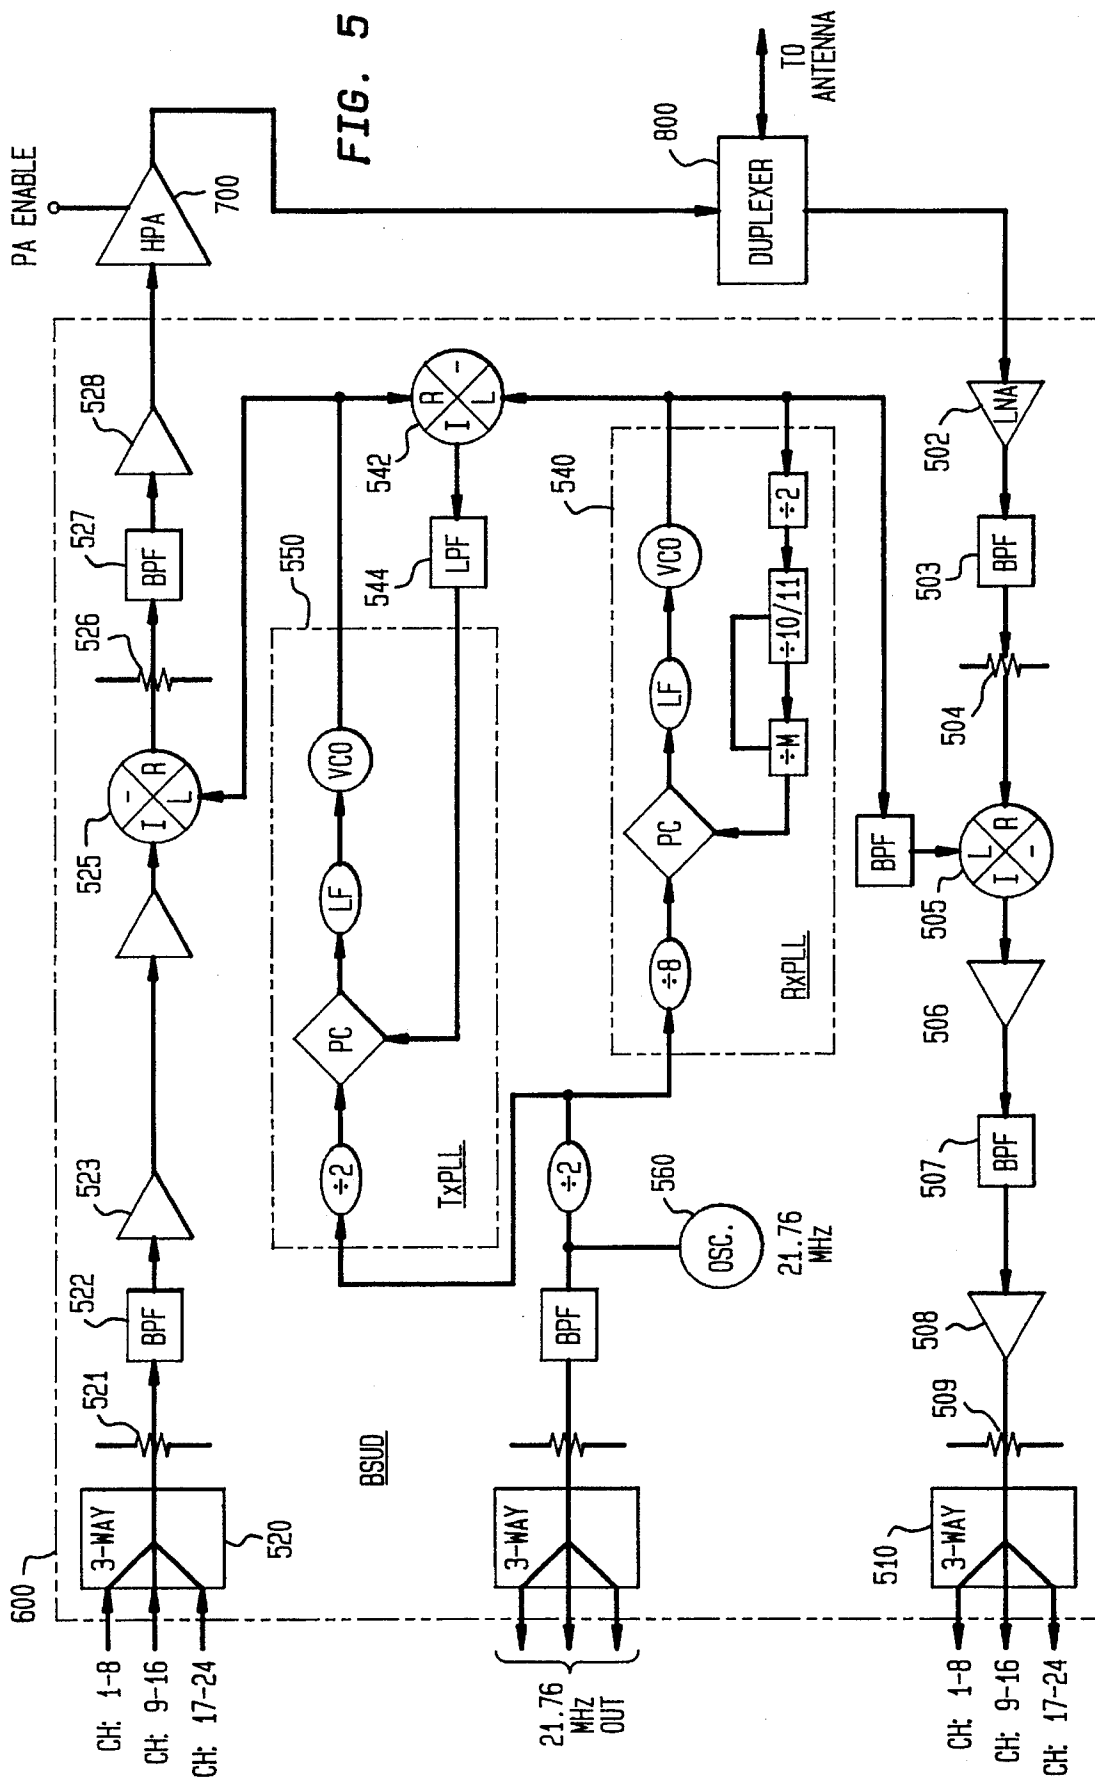 FIG. 5
600
CH: 1-8
CH: 9-16
CH: 17-24
3-WAY
520
521
522
BPF
523
525
I
-
L
R
526
527
BPF
528
PA ENABLE
HPA
700
550
÷2
PC
LF
VCO
TxPLL
542
R
-
I
L
544
LPF
540
÷8
PC
LF
VCO
÷2
÷10/11
÷M
RxPLL
800
DUPLEXER
TO
ANTENNA
BSUD
21.76
MHz
OUT
3-WAY
BPF
÷2
560
OSC.
21.76
MHz
BPF
502
LNA
503
BPF
504
505
L
R
I
-
506
507
BPF
508
509
510
3-WAY
CH: 1-8
CH: 9-16
CH: 17-24